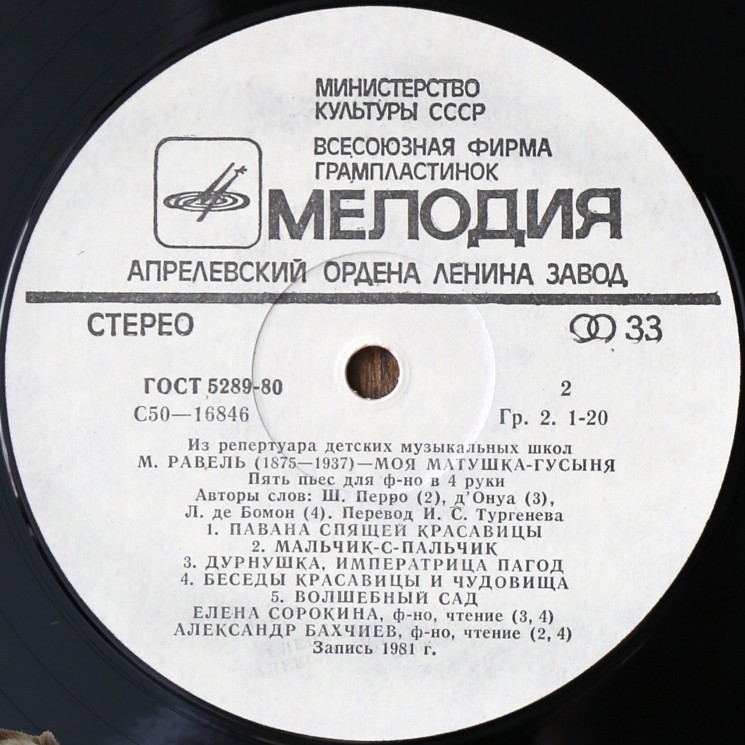 МИНИСТЕРСТВО
КУЛЬТУРЫ СССР
ВСЕСОЮЗНАЯ ФИРМА
ГРАМПЛАСТИНОК
МЕЛОДИЯ
АПРЕЛЕВСКИЙ ОРДЕНА ЛЕНИНА ЗАВОД
СТЕРЕО 33
ГОСТ 5289-80 2
С50—16846 Гр. 2. 1-20
Из репертуара детских музыкальных школ
М. РАВЕЛЬ (1875—1937)—МОЯ МАТУШКА-ГУСЫНЯ
Пять пьес для ф-но в 4 руки
Авторы слов: Ш. Перро (2), д'Онуа (3),
Л. де Бомон (4). Перевод И. С. Тургенева
1. ПАВАНА СПЯЩЕЙ КРАСАВИЦЫ
2. МАЛЬЧИК-С-ПАЛЬЧИК
3. ДУРНУШКА, ИМПЕРАТРИЦА ПАГОД
4. БЕСЕДЫ КРАСАВИЦЫ И ЧУДОВИЩА
5. ВОЛШЕБНЫЙ САД
ЕЛЕНА СОРОКИНА, ф-но, чтение (3, 4)
АЛЕКСАНДР БАХЧИЕВ, ф-но, чтение (2, 4)
Запись 1981 г.